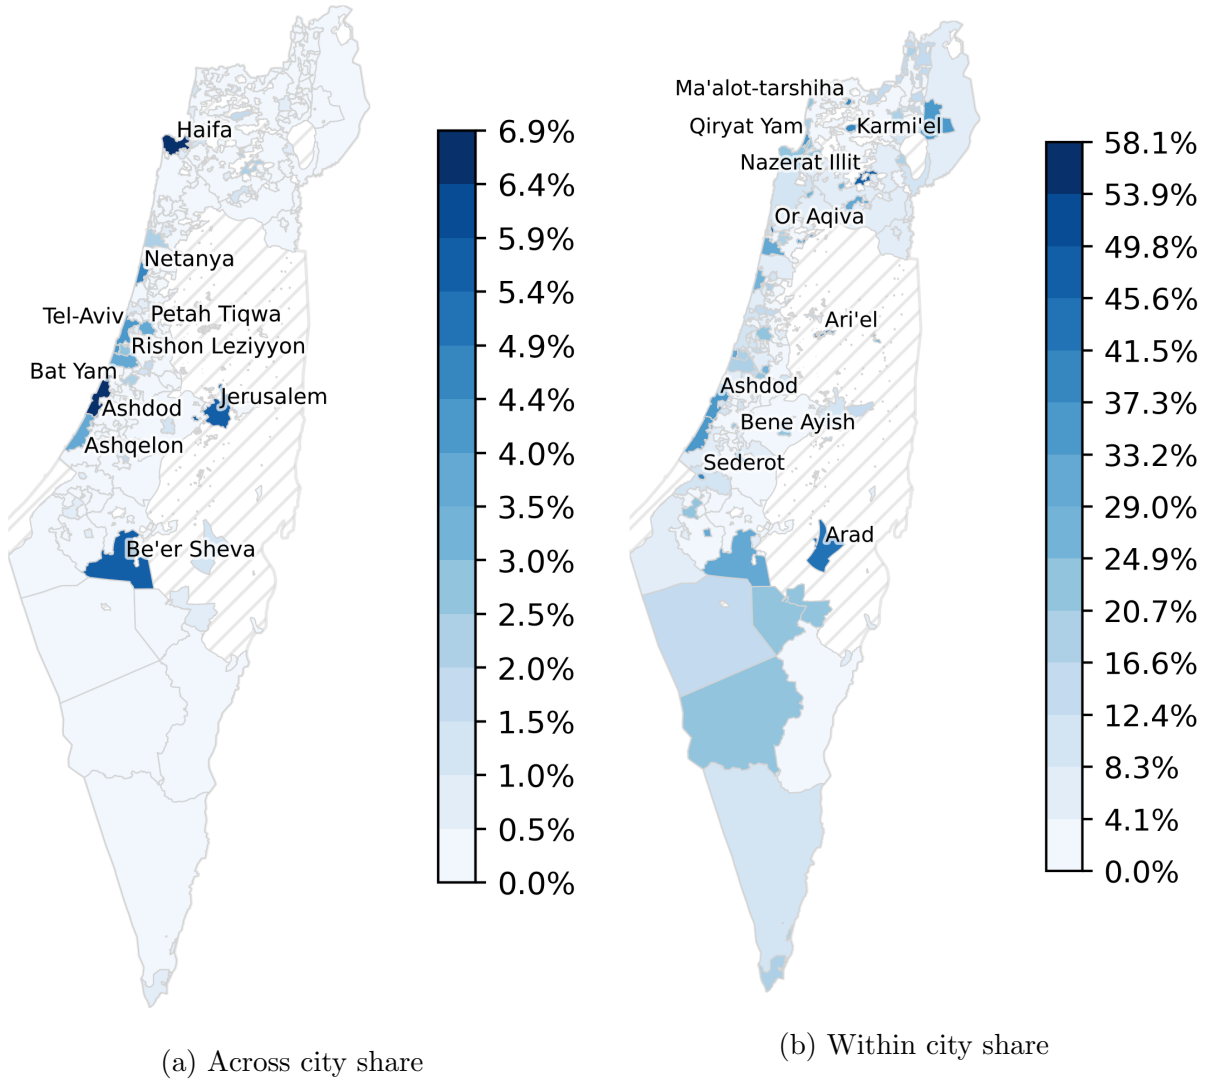 Haifa
Netanya
Tel-Aviv
Petah Tiqwa
Rishon Leziyyon
Bat Yam
Jerusalem
Ashdod
Ashqelon
Be'er Sheva
6.9%
6.4%
5.9%
5.4%
4.9%
4.4%
4.0%
3.5%
3.0%
2.5%
2.0%
1.5%
1.0%
0.5%
0.0%
(a) Across city share
Ma'alot-tarshiha
Qiryat Yam
Karmi'el
Nazerat Illit
Or Aqiva
Ari'el
Ashdod
Bene Ayish
Sederot
Arad
58.1%
53.9%
49.8%
45.6%
41.5%
37.3%
33.2%
29.0%
24.9%
20.7%
16.6%
12.4%
8.3%
4.1%
0.0%
(b) Within city share